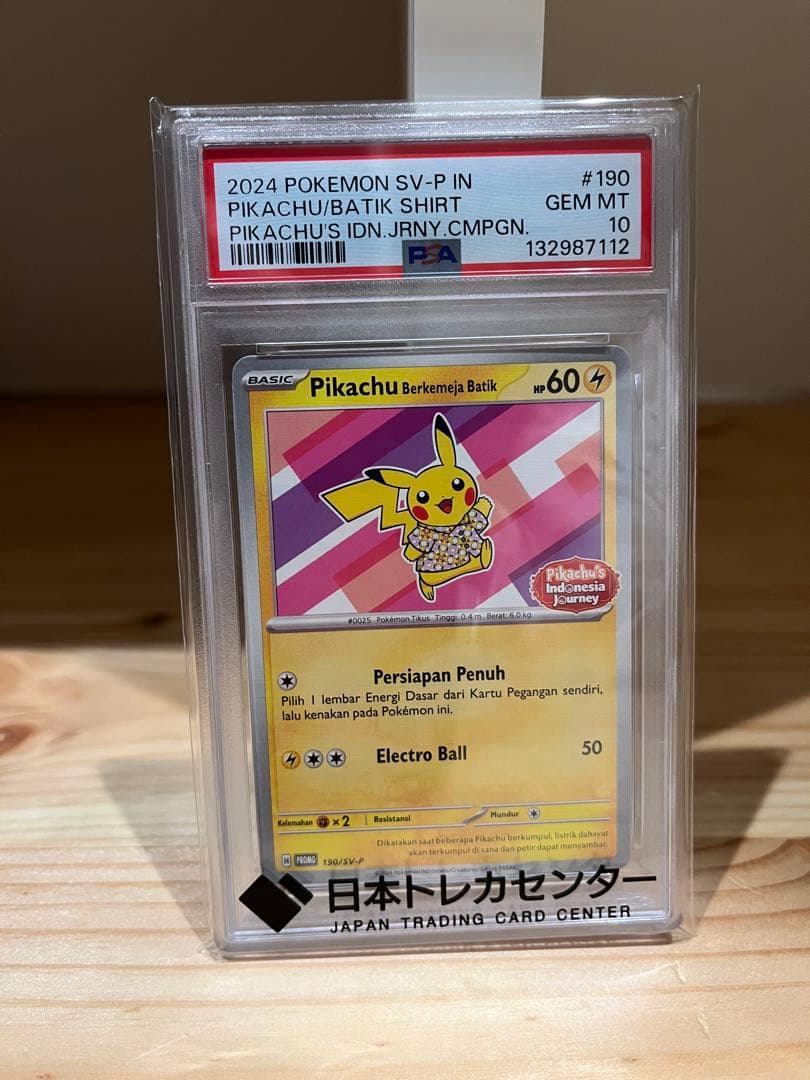 2024 POKEMON SV-P IN #190
PIKACHU/BATIK SHIRT GEM MT
PIKACHU'S IDN.JRNY.CMPGN. 10
PSA 132987112
BASIC Pikachu Berkemeja Batik HP 60
Pikachu's
Indonesia
Journey
#0025 Pokémon Tikus Tinggi: 0.4 m Berat: 6.0 kg
Persiapan Penuh
Pilih 1 lembar Energi Dasar dari Kartu Pegangan sendiri,
lalu kenakan pada Pokémon ini.
Electro Ball 50
Kelemahan ×2 Resistansi Mundur
Dikatakan saat beberapa Pikachu berkumpul, listrik dahsyat
akan terkumpul di sana dan petir dapat menyambar.
H PROMO 190/SV-P
日本トレカセンター
JAPAN TRADING CARD CENTER